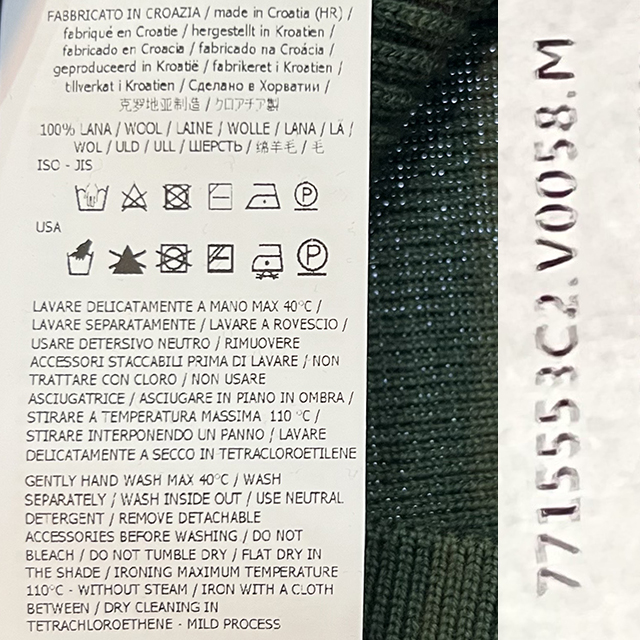 FABBRICATO IN CROAZIA / made in Croatia (HR) /
fabriqué en Croatie / hergestellt in Kroatien /
fabricado en Croacia / fabricado na Croácia /
geproduceerd in Kroatië / fabrikeret i Kroatien /
tillverkat i Kroatien / Сделано в Хорватии /
克罗地亚制造 / クロアチア製
100% LANA / WOOL / LAINE / WOLLE / LANA / LÃ /
WOL / ULD / ULL / ШЕРСТЬ / 绵羊毛 / 毛
ISO - JIS
P
USA
P
LAVARE DELICATAMENTE A MANO MAX 40°C /
LAVARE SEPARATAMENTE / LAVARE A ROVESCIO /
USARE DETERSIVO NEUTRO / RIMUOVERE
ACCESSORI STACCABILI PRIMA DI LAVARE / NON
TRATTARE CON CLORO / NON USARE
ASCIUGATRICE / ASCIUGARE IN PIANO IN OMBRA /
STIRARE A TEMPERATURA MASSIMA 110 °C /
STIRARE INTERPONENDO UN PANNO / LAVARE
DELICATAMENTE A SECCO IN TETRACLOROETILENE
GENTLY HAND WASH MAX 40°C / WASH
SEPARATELY / WASH INSIDE OUT / USE NEUTRAL
DETERGENT / REMOVE DETACHABLE
ACCESSORIES BEFORE WASHING / DO NOT
BLEACH / DO NOT TUMBLE DRY / FLAT DRY IN
THE SHADE / IRONING MAXIMUM TEMPERATURE
110°C - WITHOUT STEAM / IRON WITH A CLOTH
BETWEEN / DRY CLEANING IN
TETRACHLOROETHENE - MILD PROCESS
7715553C2.V0058.M